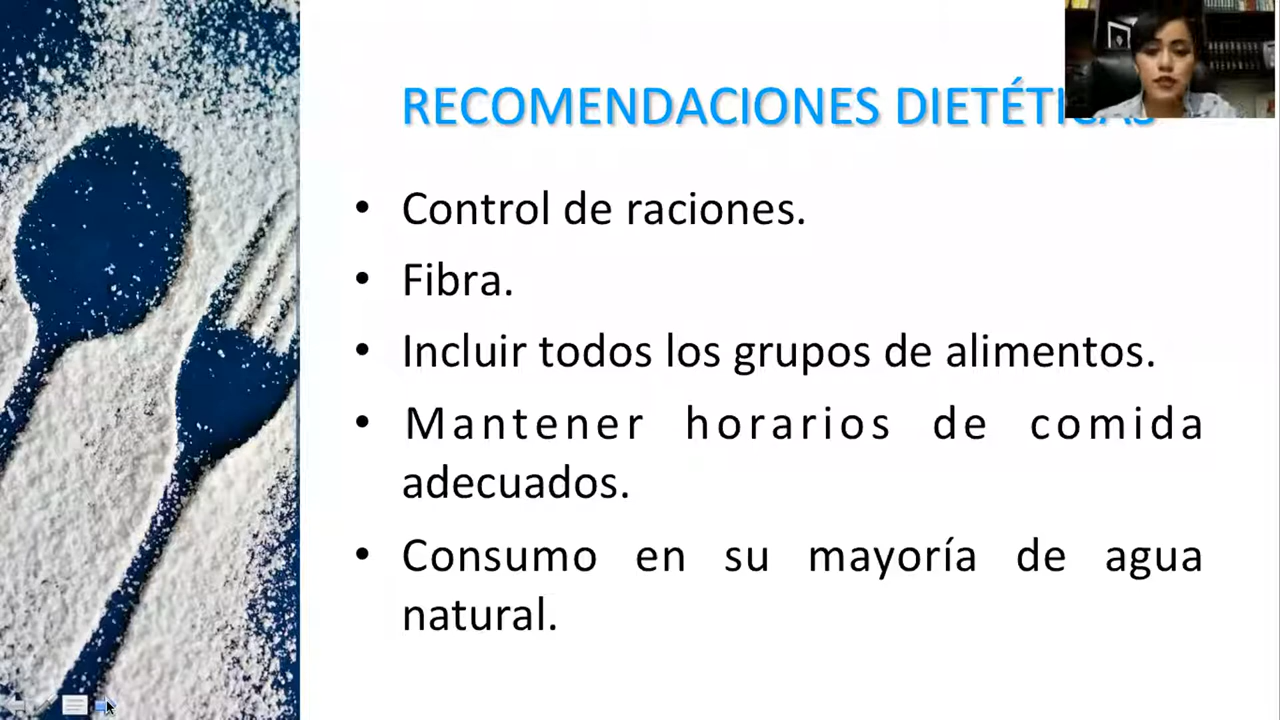 RECOMENDACIONES DIETÉTICAS
• Control de raciones.
• Fibra.
• Incluir todos los grupos de alimentos.
• Mantener horarios de comida
adecuados.
• Consumo en su mayoría de agua
natural.